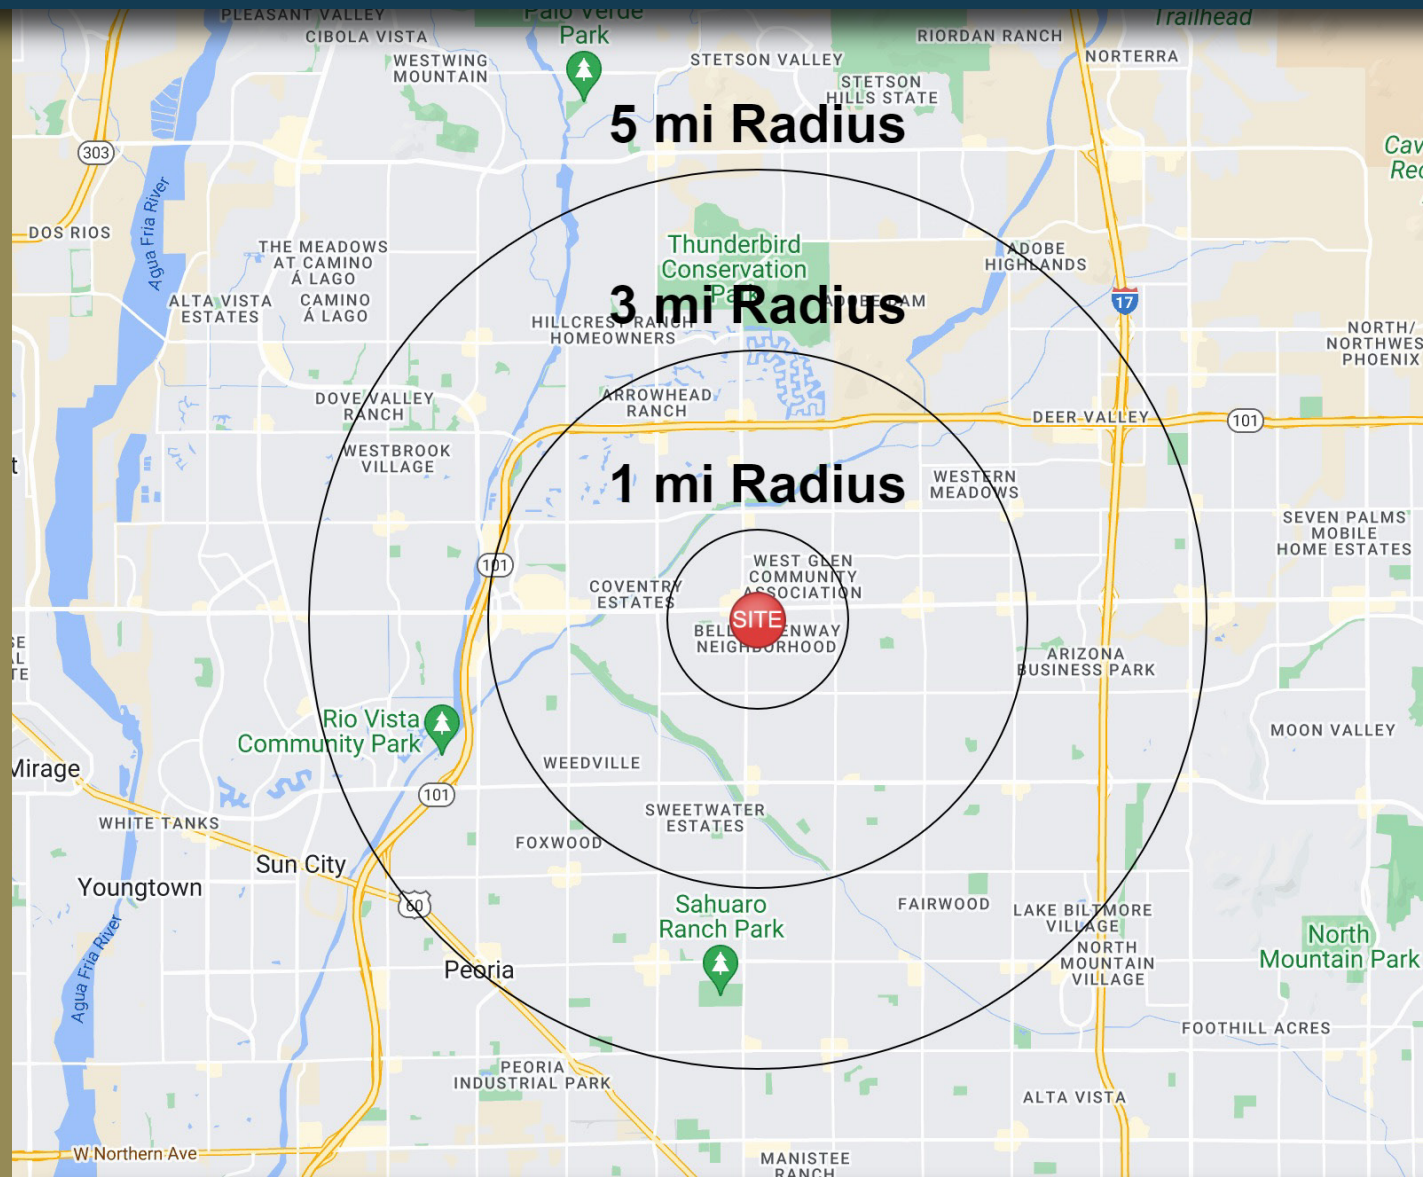 PLEASANT VALLEY
CIBOLA VISTA
Palo Verde
Park
WESTWING
MOUNTAIN
STETSON VALLEY
STETSON
HILLS STATE
RIORDAN RANCH
Trailhead
NORTERRA
5 mi Radius
303
Agua Fria River
DOS RIOS
THE MEADOWS
AT CAMINO
Á LAGO
ALTA VISTA
ESTATES
CAMINO
Á LAGO
Thunderbird
Conservation
Park
3 mi Radius
HILLCREST RANCH
HOMEOWNERS
ADOBE DAM
ADOBE
HIGHLANDS
17
NORTH/
PHOENIX
DOVE VALLEY
RANCH
ARROWHEAD
RANCH
DEER VALLEY
101
WESTBROOK
VILLAGE
1 mi Radius
WESTERN
MEADOWS
SEVEN PALMS
MOBILE
HOME ESTATES
101
COVENTRY
ESTATES
WEST GLEN
COMMUNITY
ASSOCIATION
SITE
NEIGHBORHOOD
ARIZONA
BUSINESS PARK
Rio Vista
Community Park
MOON VALLEY
Mirage
WEEDVILLE
101
WHITE TANKS
SWEETWATER
ESTATES
FOXWOOD
Sun City
Youngtown
60
Sahuaro
Ranch Park
FAIRWOOD
LAKE BILTMORE
VILLAGE
NORTH
MOUNTAIN
VILLAGE
North
Mountain Park
Agua Fria River
Peoria
FOOTHILL ACRES
PEORIA
INDUSTRIAL PARK
ALTA VISTA
W Northern Ave
MANISTEE
RANCH